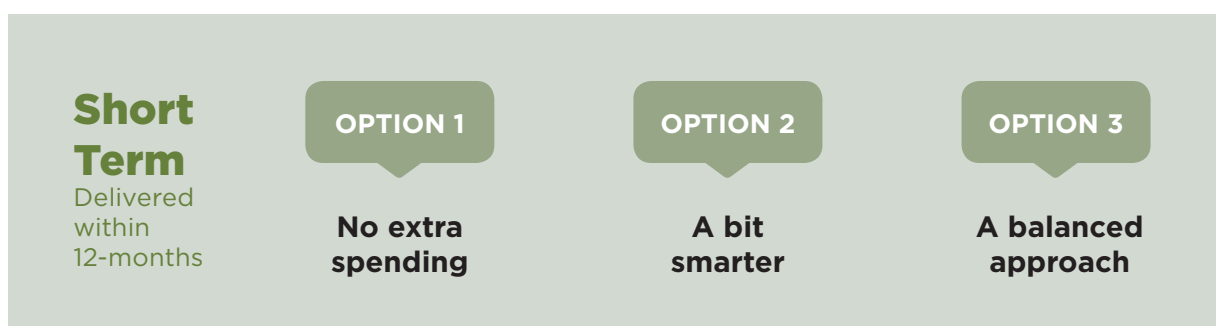 Short
Term
Delivered
within
12-months
OPTION 1
No extra
spending
OPTION 2
A bit
smarter
OPTION 3
A balanced
approach